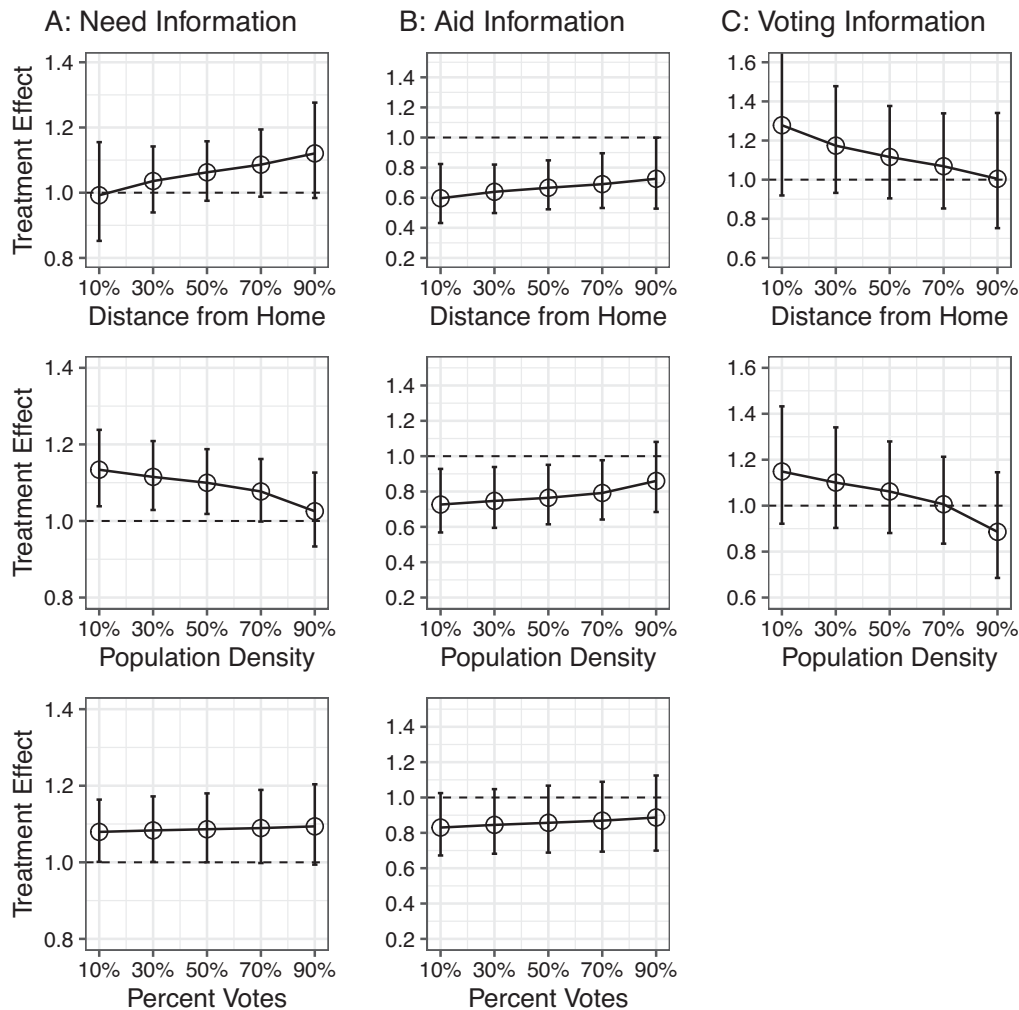 A: Need Information
B: Aid Information
C: Voting Information
Treatment Effect
1.4
1.2
1.0
0.8
10% 30% 50% 70% 90%
Distance from Home
1.4
1.2
1.0
0.8
0.6
0.4
0.2
10% 30% 50% 70% 90%
Distance from Home
1.6
1.4
1.2
1.0
0.8
0.6
10% 30% 50% 70% 90%
Distance from Home
Treatment Effect
1.4
1.2
1.0
0.8
10% 30% 50% 70% 90%
Population Density
1.4
1.2
1.0
0.8
0.6
0.4
0.2
10% 30% 50% 70% 90%
Population Density
1.6
1.4
1.2
1.0
0.8
0.6
10% 30% 50% 70% 90%
Population Density
Treatment Effect
1.4
1.2
1.0
0.8
10% 30% 50% 70% 90%
Percent Votes
1.4
1.2
1.0
0.8
0.6
0.4
0.2
10% 30% 50% 70% 90%
Percent Votes